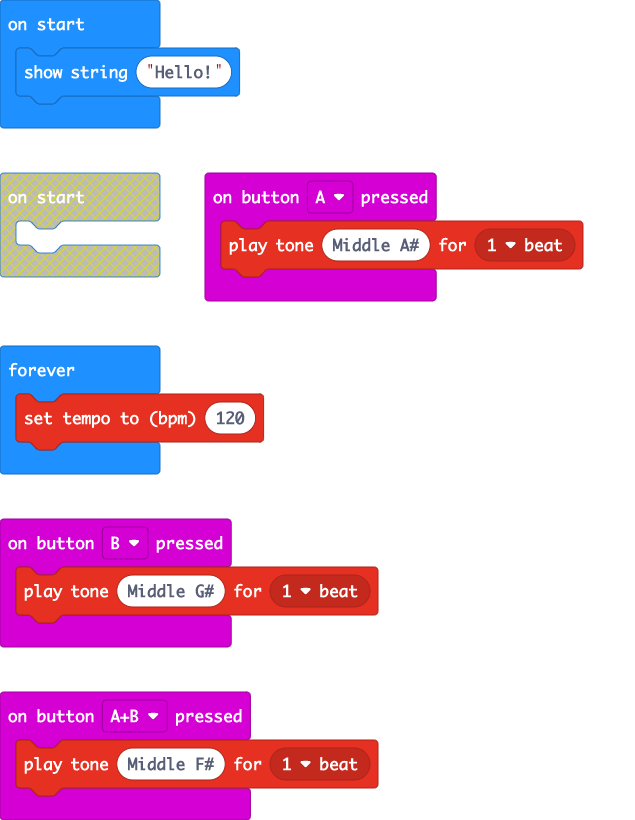 on start
show string "Hello!"
on start
on button A pressed
play tone Middle A# for 1 beat
forever
set tempo to (bpm) 120
on button B pressed
play tone Middle G# for 1 beat
on button A+B pressed
play tone Middle F# for 1 beat